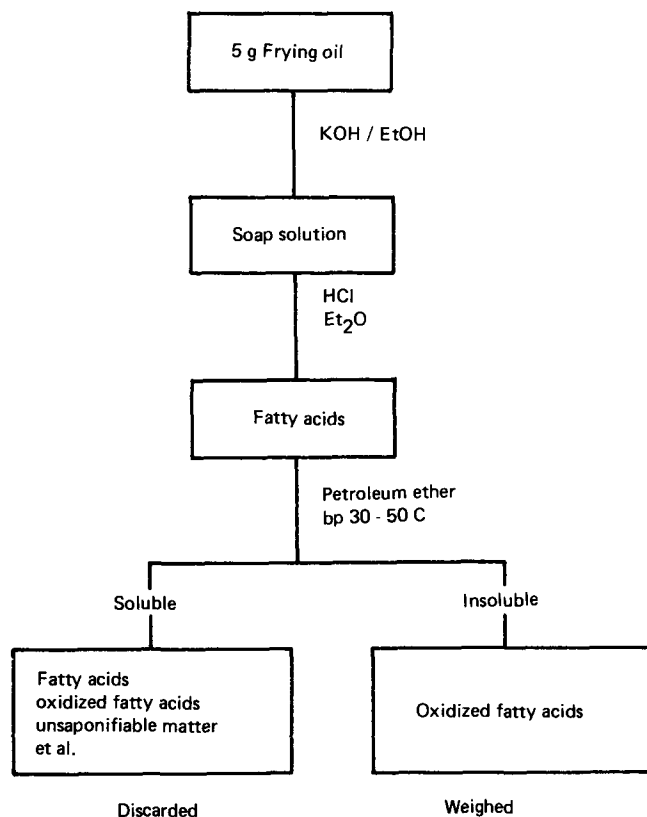 5 g Frying oil
KOH / EtOH
Soap solution
HCl
Et2O
Fatty acids
Petroleum ether
bp 30 - 50 C
Soluble
Insoluble
Fatty acids
oxidized fatty acids
unsaponifiable matter
et al.
Oxidized fatty acids
Discarded
Weighed